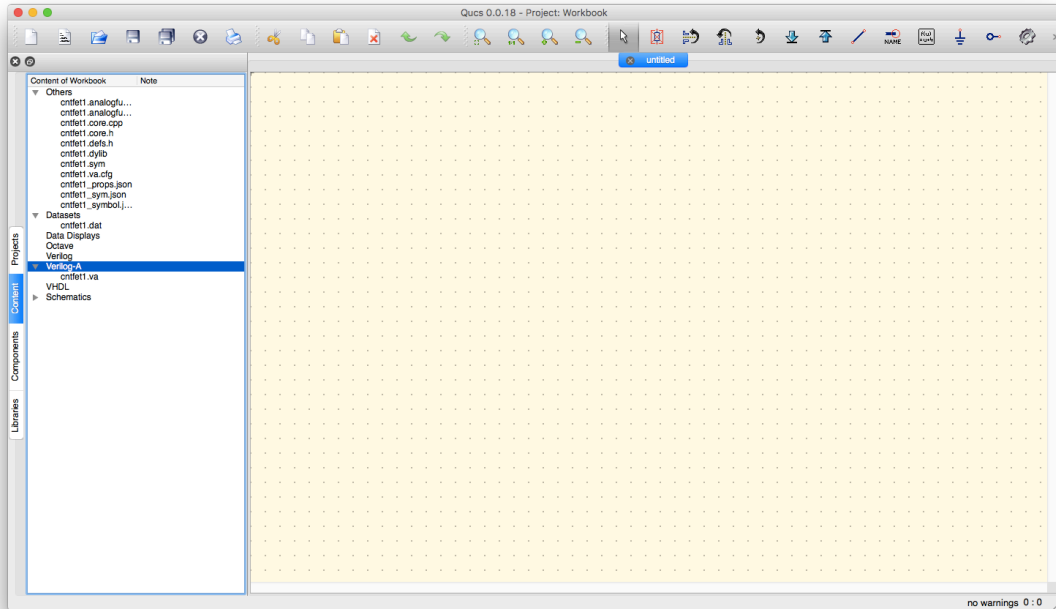 Qucs 0.0.18 - Project: Workbook
NAME
untitled
Content of Workbook Note
Others
cntfet1.analogfu...
cntfet1.analogfu...
cntfet1.core.cpp
cntfet1.core.h
cntfet1.defs.h
cntfet1.dylib
cntfet1.sym
cntfet1.va.cfg
cntfet1_props.json
cntfet1_sym.json
cntfet1_symbol.j...
Datasets
cntfet1.dat
Data Displays
Octave
Verilog
Verilog-A
cntfet1.va
VHDL
Schematics
Projects
Content
Components
Libraries
no warnings 0 : 0